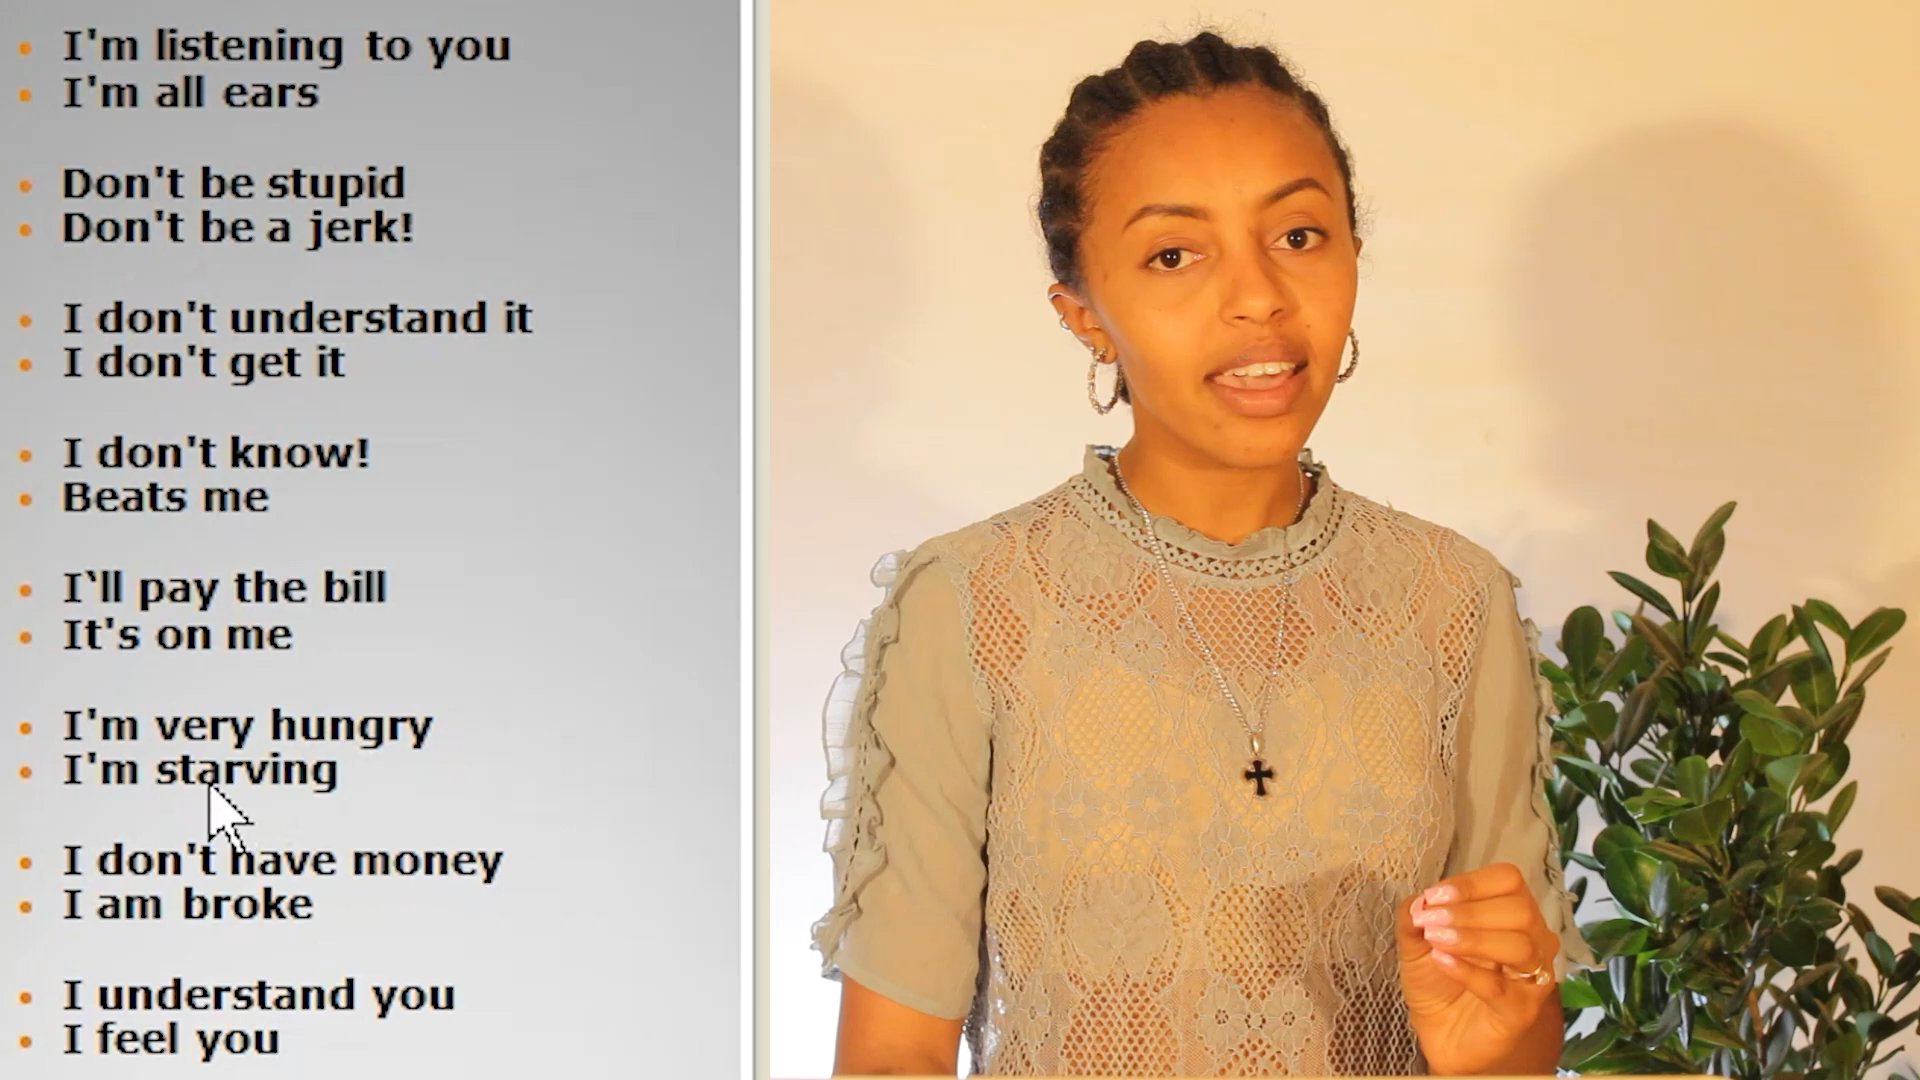 I'm listening to you
I'm all ears
Don't be stupid
Don't be a jerk!
I don't understand it
I don't get it
I don't know!
Beats me
I`ll pay the bill
It's on me
I'm very hungry
I'm starving
I don't have money
I am broke
I understand you
I feel you